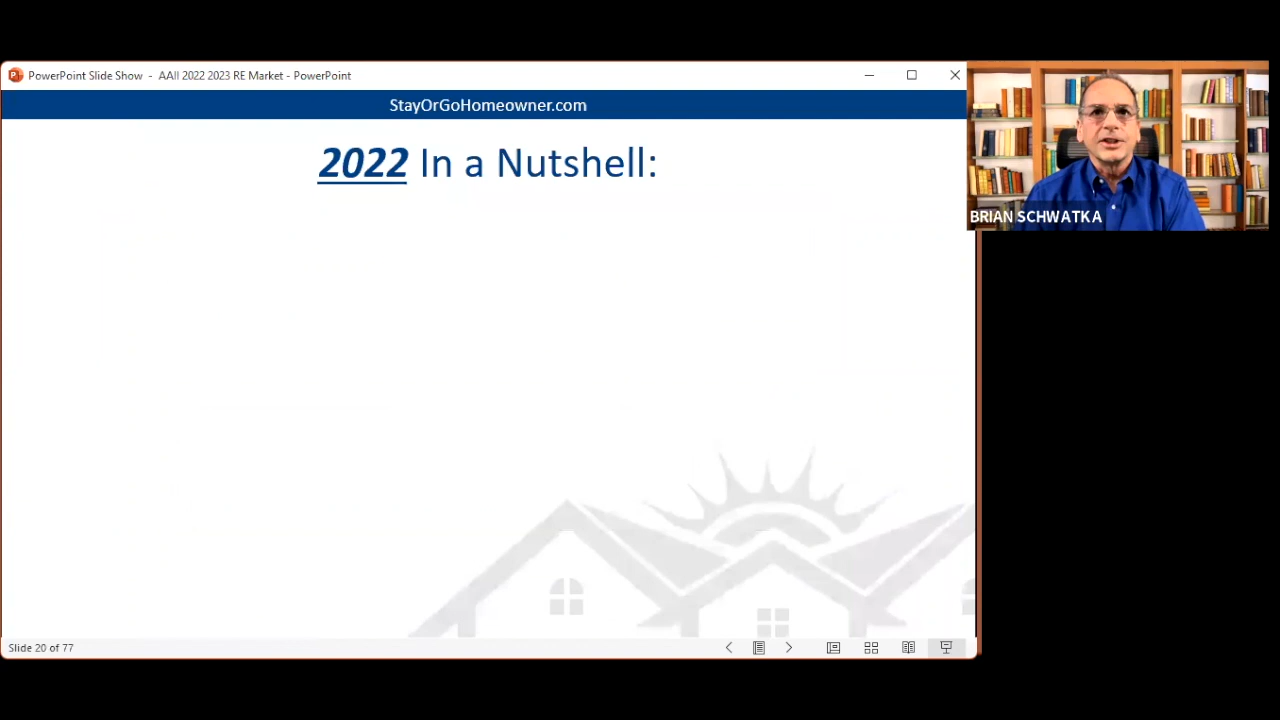 PowerPoint Slide Show - AAII 2022 2023 RE Market - PowerPoint
StayOrGoHomeowner.com
2022 In a Nutshell:
BRIAN SCHWATKA
Slide 20 of 77